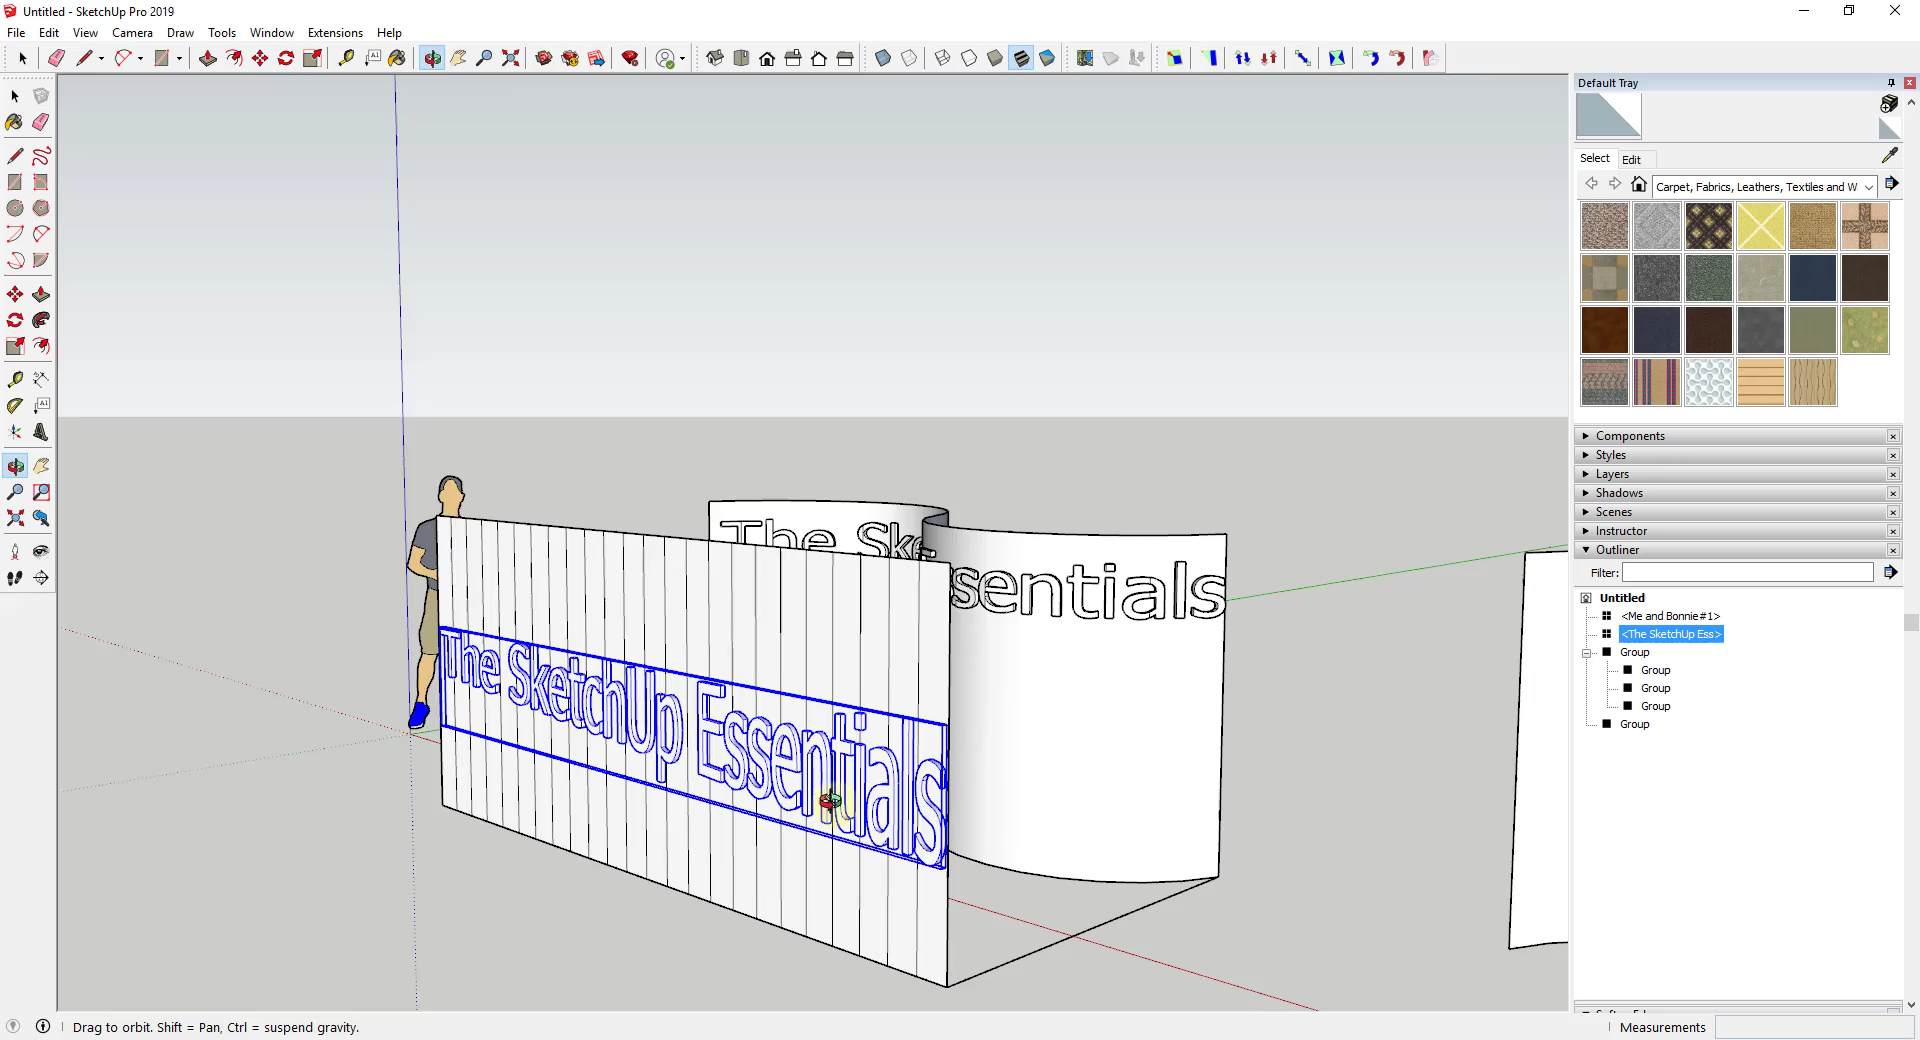 Untitled - SketchUp Pro 2019
File Edit View Camera Draw Tools Window Extensions Help
Default Tray
Select Edit
Carpet, Fabrics, Leathers, Textiles and W
Components
Styles
Layers
Shadows
Scenes
Instructor
Outliner
Filter:
Untitled
<Me and Bonnie#1>
<The SketchUp Ess>
Group
Group
Group
Group
Group
The Ske
sentials
The SketchUp Essentials
Drag to orbit. Shift = Pan, Ctrl = suspend gravity.
Measurements